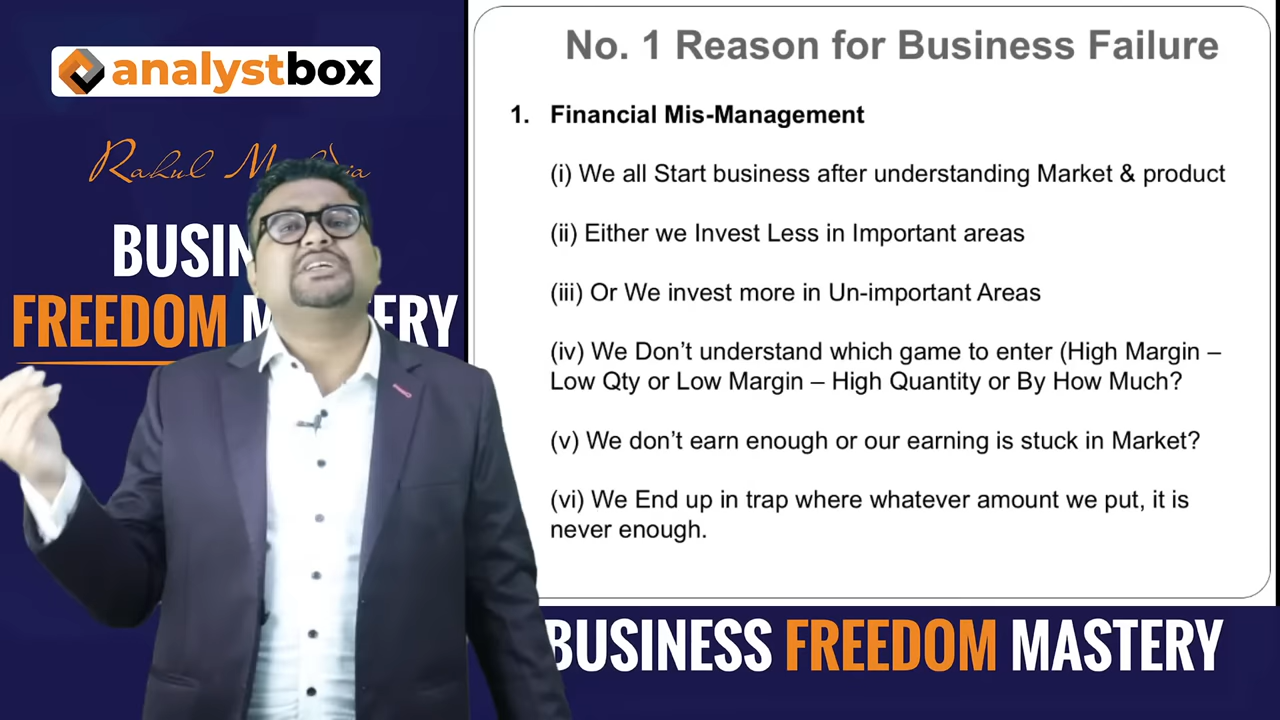 analystbox
Rahul
BUSIN
FREEDOM M ERY
No. 1 Reason for Business Failure
1. Financial Mis-Management
(i) We all Start business after understanding Market & product
(ii) Either we Invest Less in Important areas
(iii) Or We invest more in Un-important Areas
(iv) We Don't understand which game to enter (High Margin –
Low Qty or Low Margin – High Quantity or By How Much?
(v) We don't earn enough or our earning is stuck in Market?
(vi) We End up in trap where whatever amount we put, it is
never enough.
BUSINESS FREEDOM MASTERY